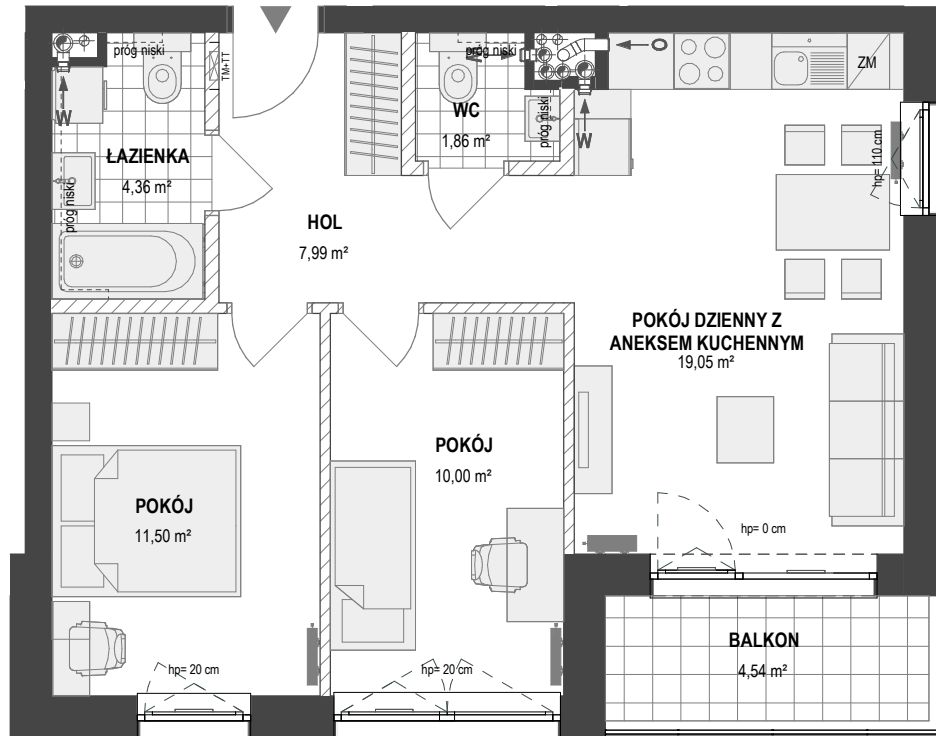 próg niski
TM+TT
próg niski
W
O
ZM
W
WC
1,86 m²
próg niski
W
ŁAZIENKA
4,36 m²
próg niski
hp= 110 cm
HOL
7,99 m²
POKÓJ DZIENNY Z
ANEKSEM KUCHENNYM
19,05 m²
POKÓJ
10,00 m²
POKÓJ
11,50 m²
hp= 0 cm
BALKON
4,54 m²
hp= 20 cm
hp= 20 cm